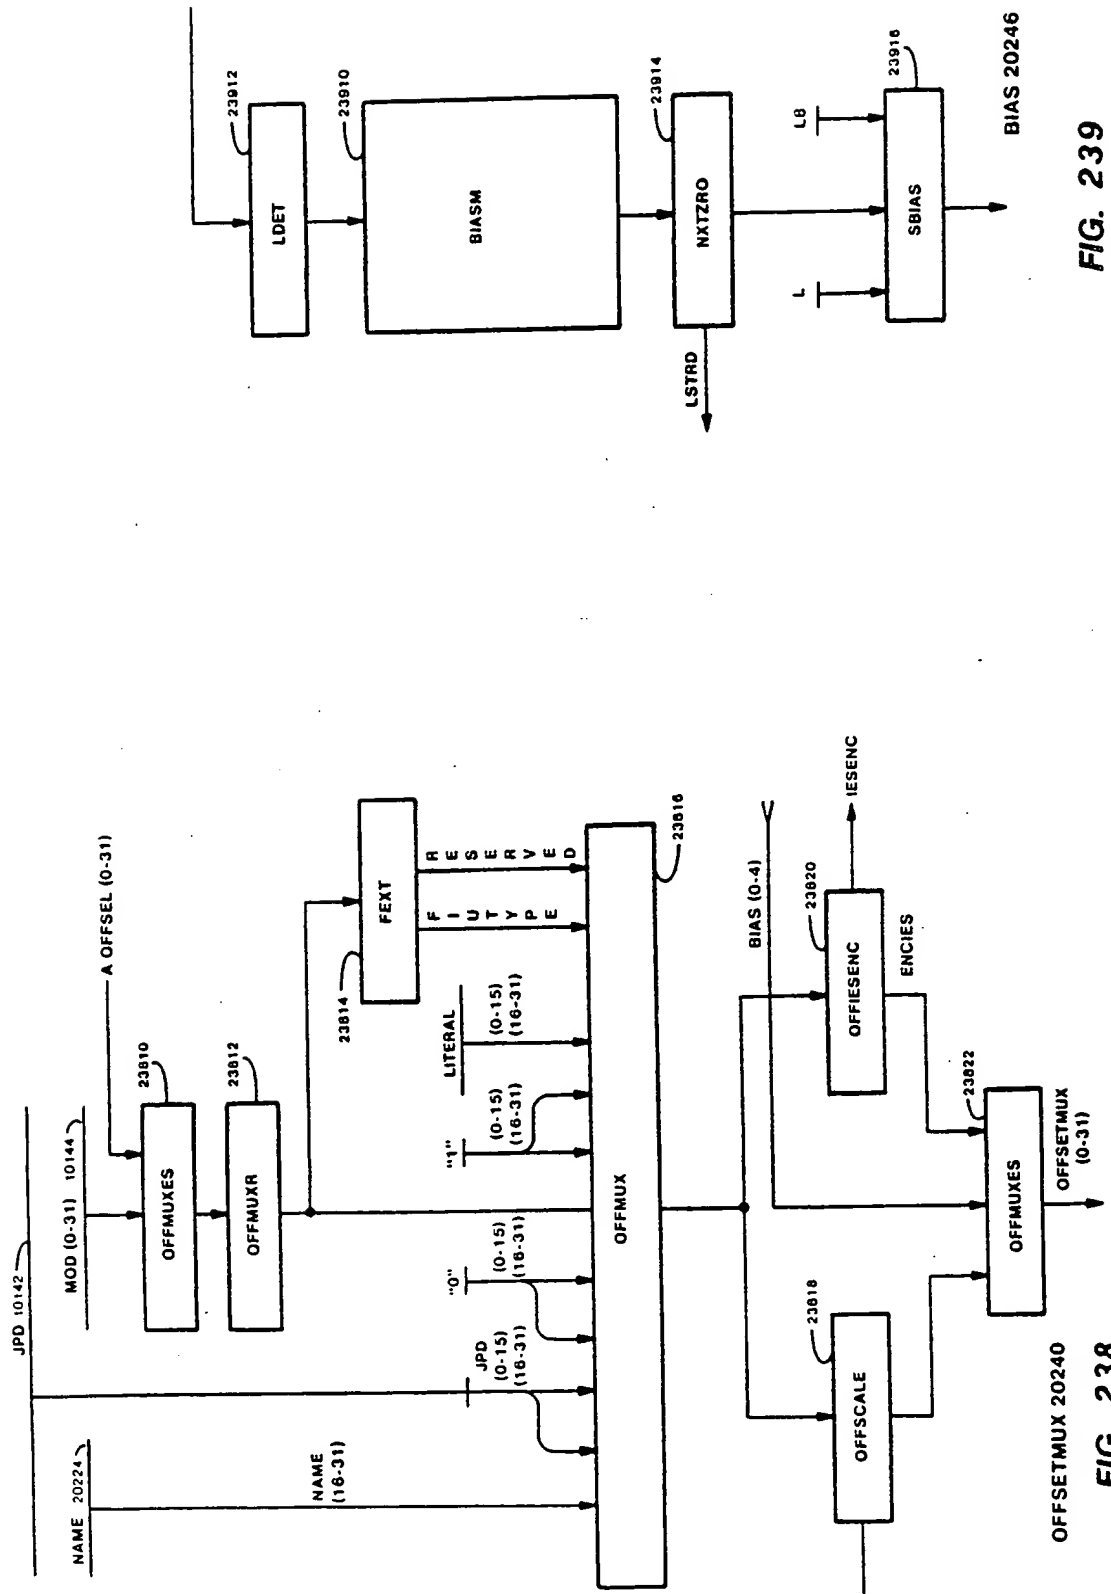 JPD 10142
NAME 20224
MOD (0-31) 10144
A OFFSEL (0-31)
23810
OFFMUXES
23812
OFFMUXR
23814
FEXT
NAME
(16-31)
JPD
(0-15)
(16-31)
"0"
(0-15)
(16-31)
"1"
(0-15)
(16-31)
LITERAL
(0-15)
(16-31)
FIUTYPE
RESERVED
OFFMUX
23816
BIAS (0-4)
23818
OFFSCALE
23820
OFFIESENC
IESENC
ENCIES
23822
OFFMUXES
OFFSETMUX
(0-31)
OFFSETMUX 20240
FIG. 238
23912
LDET
23910
BIASM
23914
NXTZRO
LSTRD
L
LB
23916
SBIAS
BIAS 20246
FIG. 239